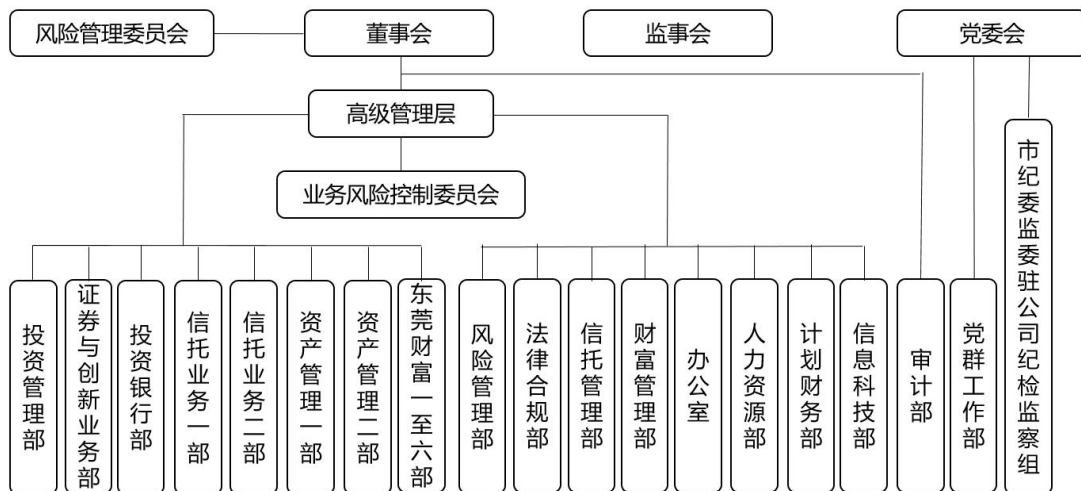 风险管理委员会
董事会
监事会
党委会
高级管理层
业务风险控制委员会
投资管理部
证券与创新业务部
投资银行部
信托业务一部
信托业务二部
资产管理一部
资产管理二部
东莞财富一至六部
风险管理部
法律合规部
信托管理部
财富管理部
办公室
人力资源部
计划财务部
信息科技部
审计部
党群工作部
市纪委监委驻公司纪检监察组